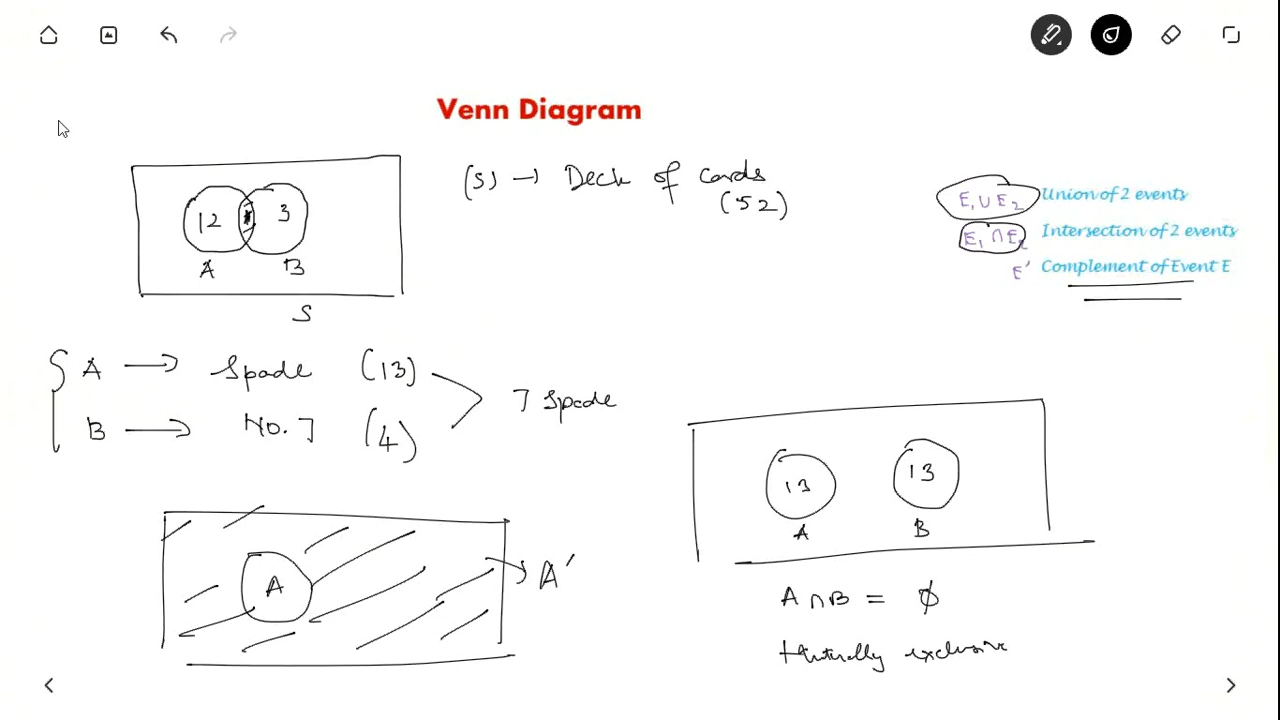 Venn Diagram
(S) → Deck of cards
(52)
E₁ ∪ E₂ Union of 2 events
E₁ ∩ E₂ Intersection of 2 events
E′ Complement of Event E
12 3
A B
S
A → Spade (13)
B → No. 7 (4)
7 Spade
13 13
A B
A A′
A ∩ B = ϕ
Mutually exclusive